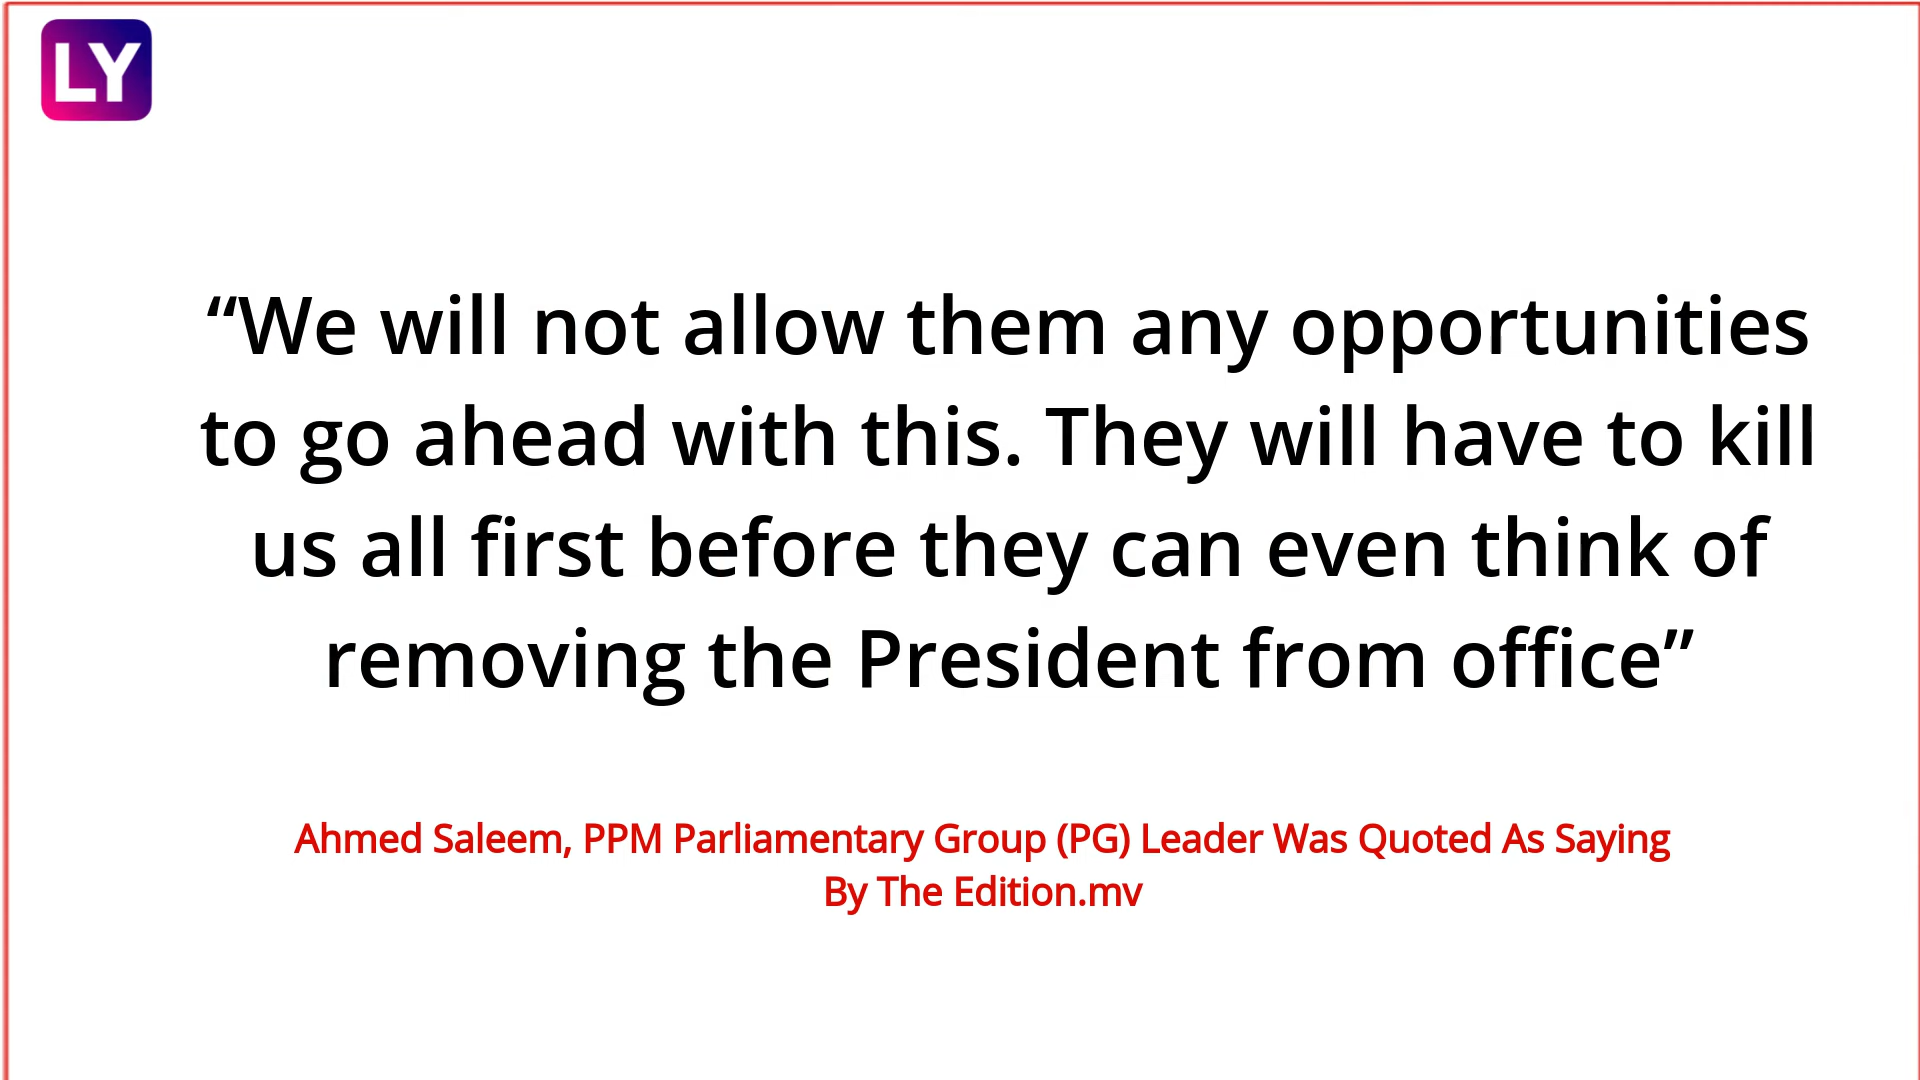 LY
“We will not allow them any opportunities
to go ahead with this. They will have to kill
us all first before they can even think of
removing the President from office”
Ahmed Saleem, PPM Parliamentary Group (PG) Leader Was Quoted As Saying
By The Edition.mv